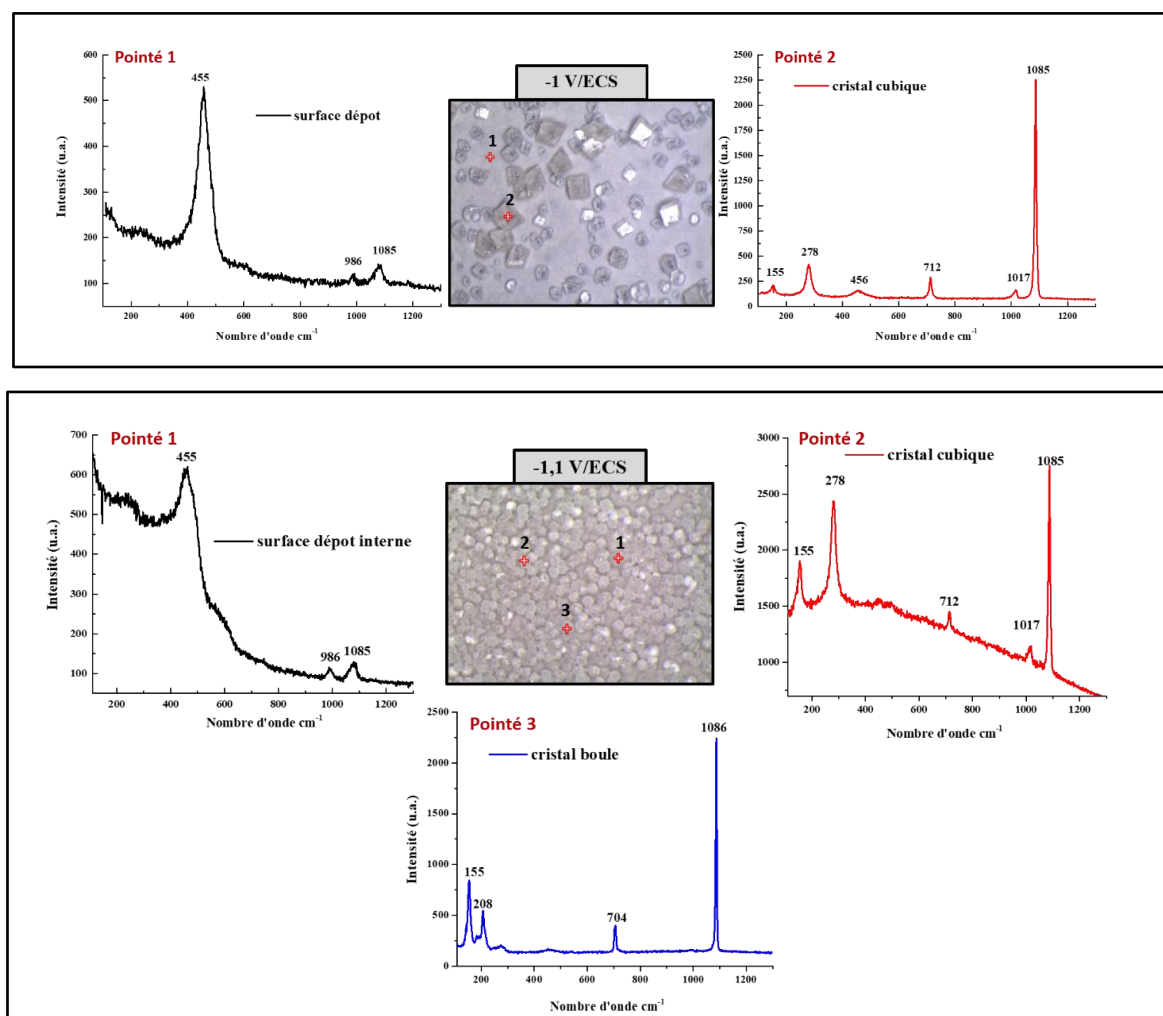 Pointé 1
455
surface dépot
986
1085
Intensité (u.a.)
600
500
400
300
200
100
200 400 600 800 1000 1200
Nombre d'onde cm-1
-1 V/ECS
1
2
Pointé 2
1085
cristal cubique
155
278
456
712
1017
Intensité (u.a.)
2500
2250
2000
1750
1500
1250
1000
750
500
250
0
200 400 600 800 1000 1200
Nombre d'onde cm-1
Pointé 1
455
surface dépot interne
986
1085
Intensité (u.a.)
700
600
500
400
300
200
100
200 400 600 800 1000 1200
Nombre d'onde cm-1
-1,1 V/ECS
2
1
3
Pointé 2
1085
cristal cubique
278
155
712
1017
Intensité (u.a.)
3000
2500
2000
1500
1000
200 400 600 800 1000 1200
Nombre d'onde cm-1
Pointé 3
1086
cristal boule
155
208
704
Intensité (u.a.)
2500
2000
1500
1000
500
0
200 400 600 800 1000 1200
Nombre d'onde cm-1